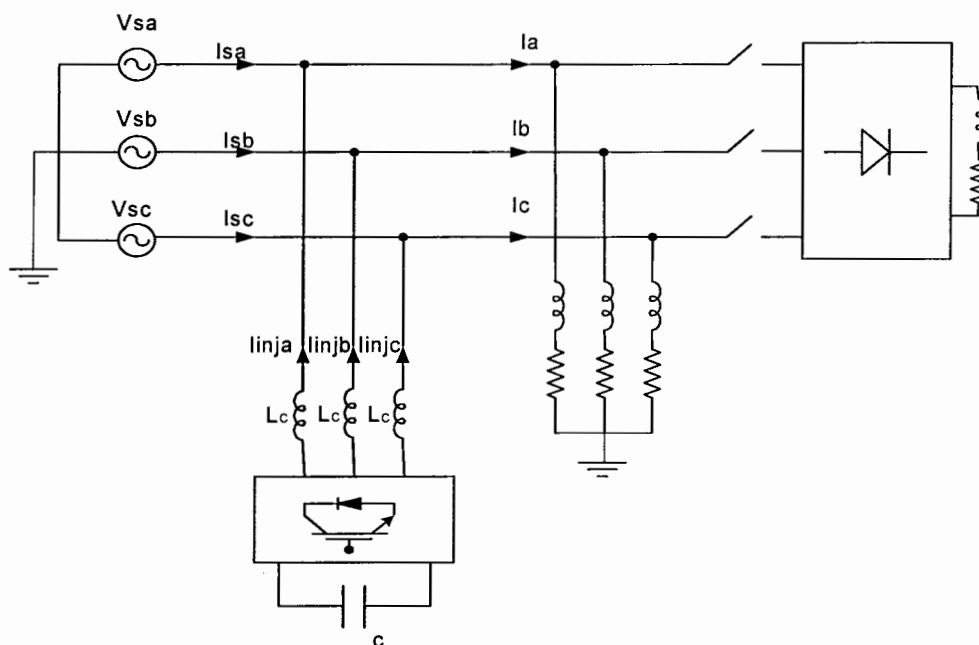 Vsa
Isa
Ia
Vsb
Isb
Ib
Vsc
Isc
Ic
Iinja Iinjb Iinjc
Lc Lc Lc
c